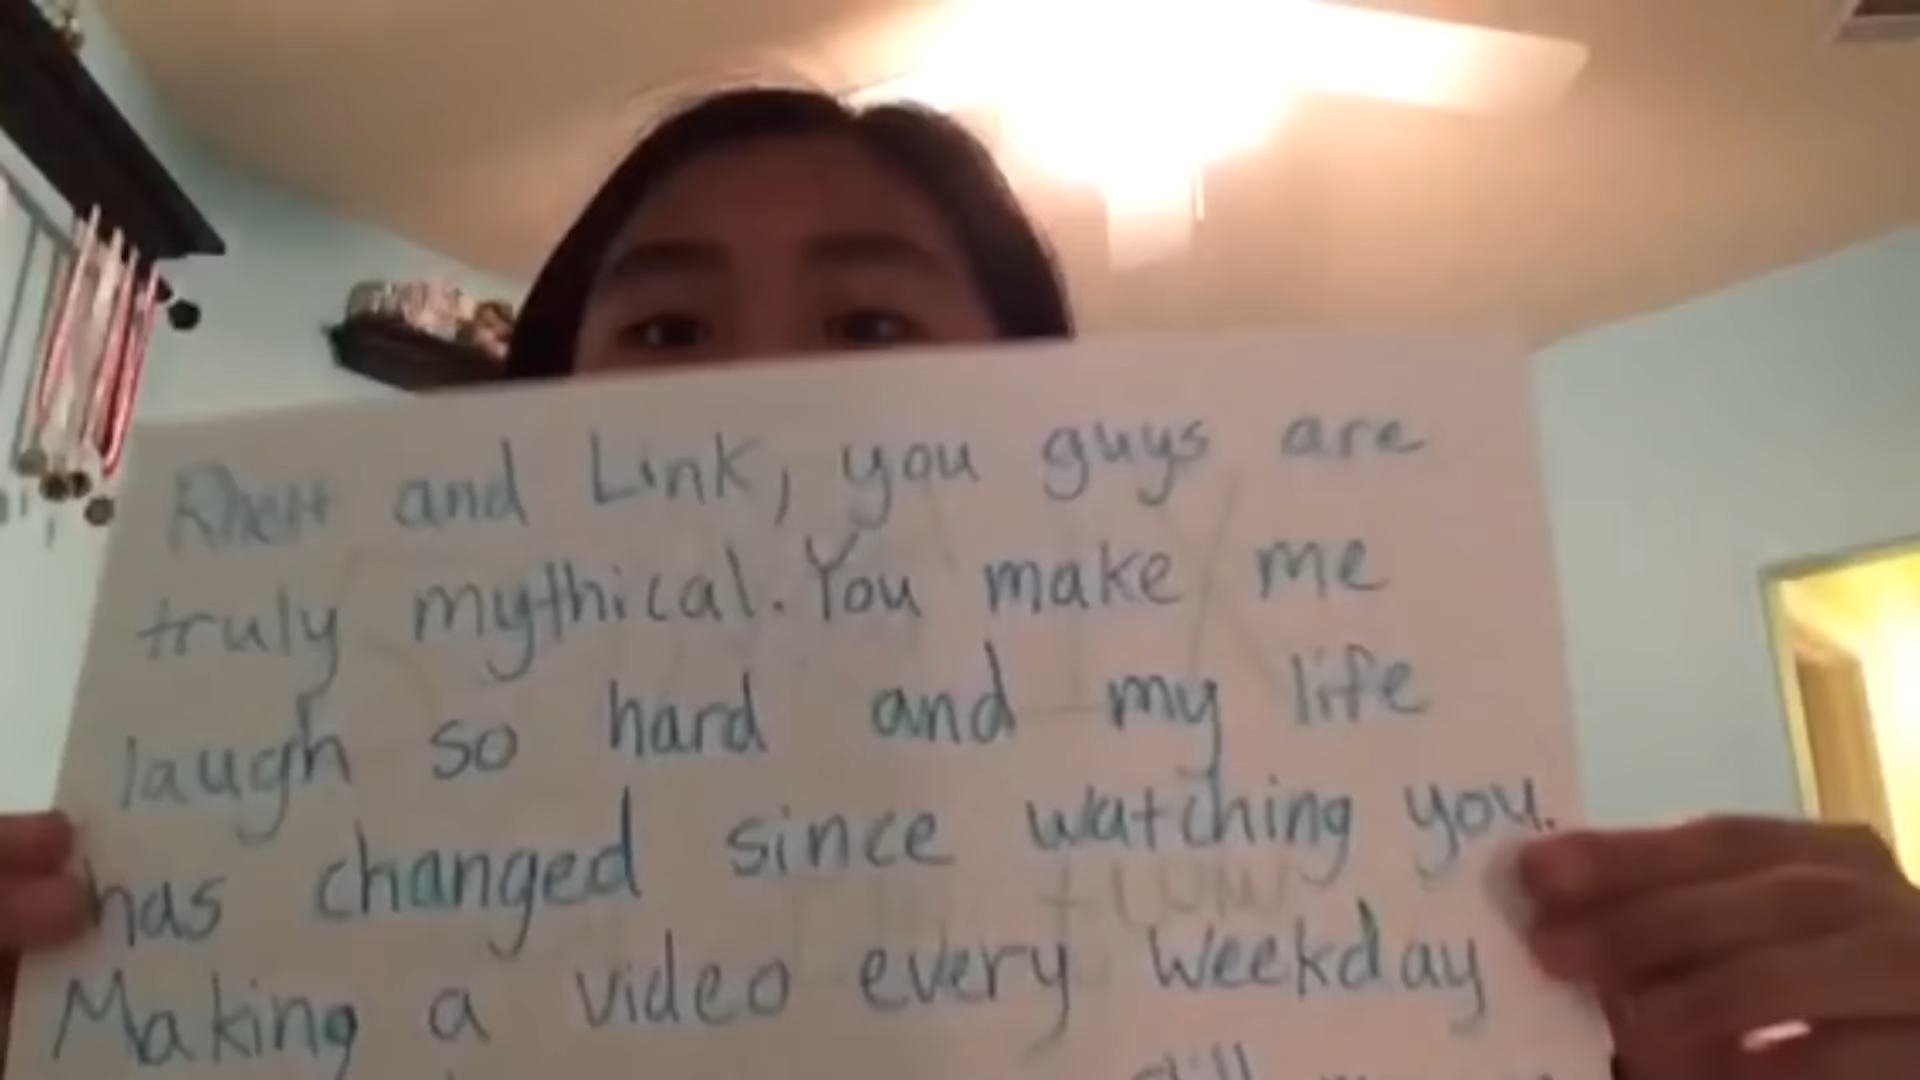 Rhett and Link, you guys are
truly mythical. You make me
laugh so hard and my life
has changed since watching you.
Making a video every weekday
still